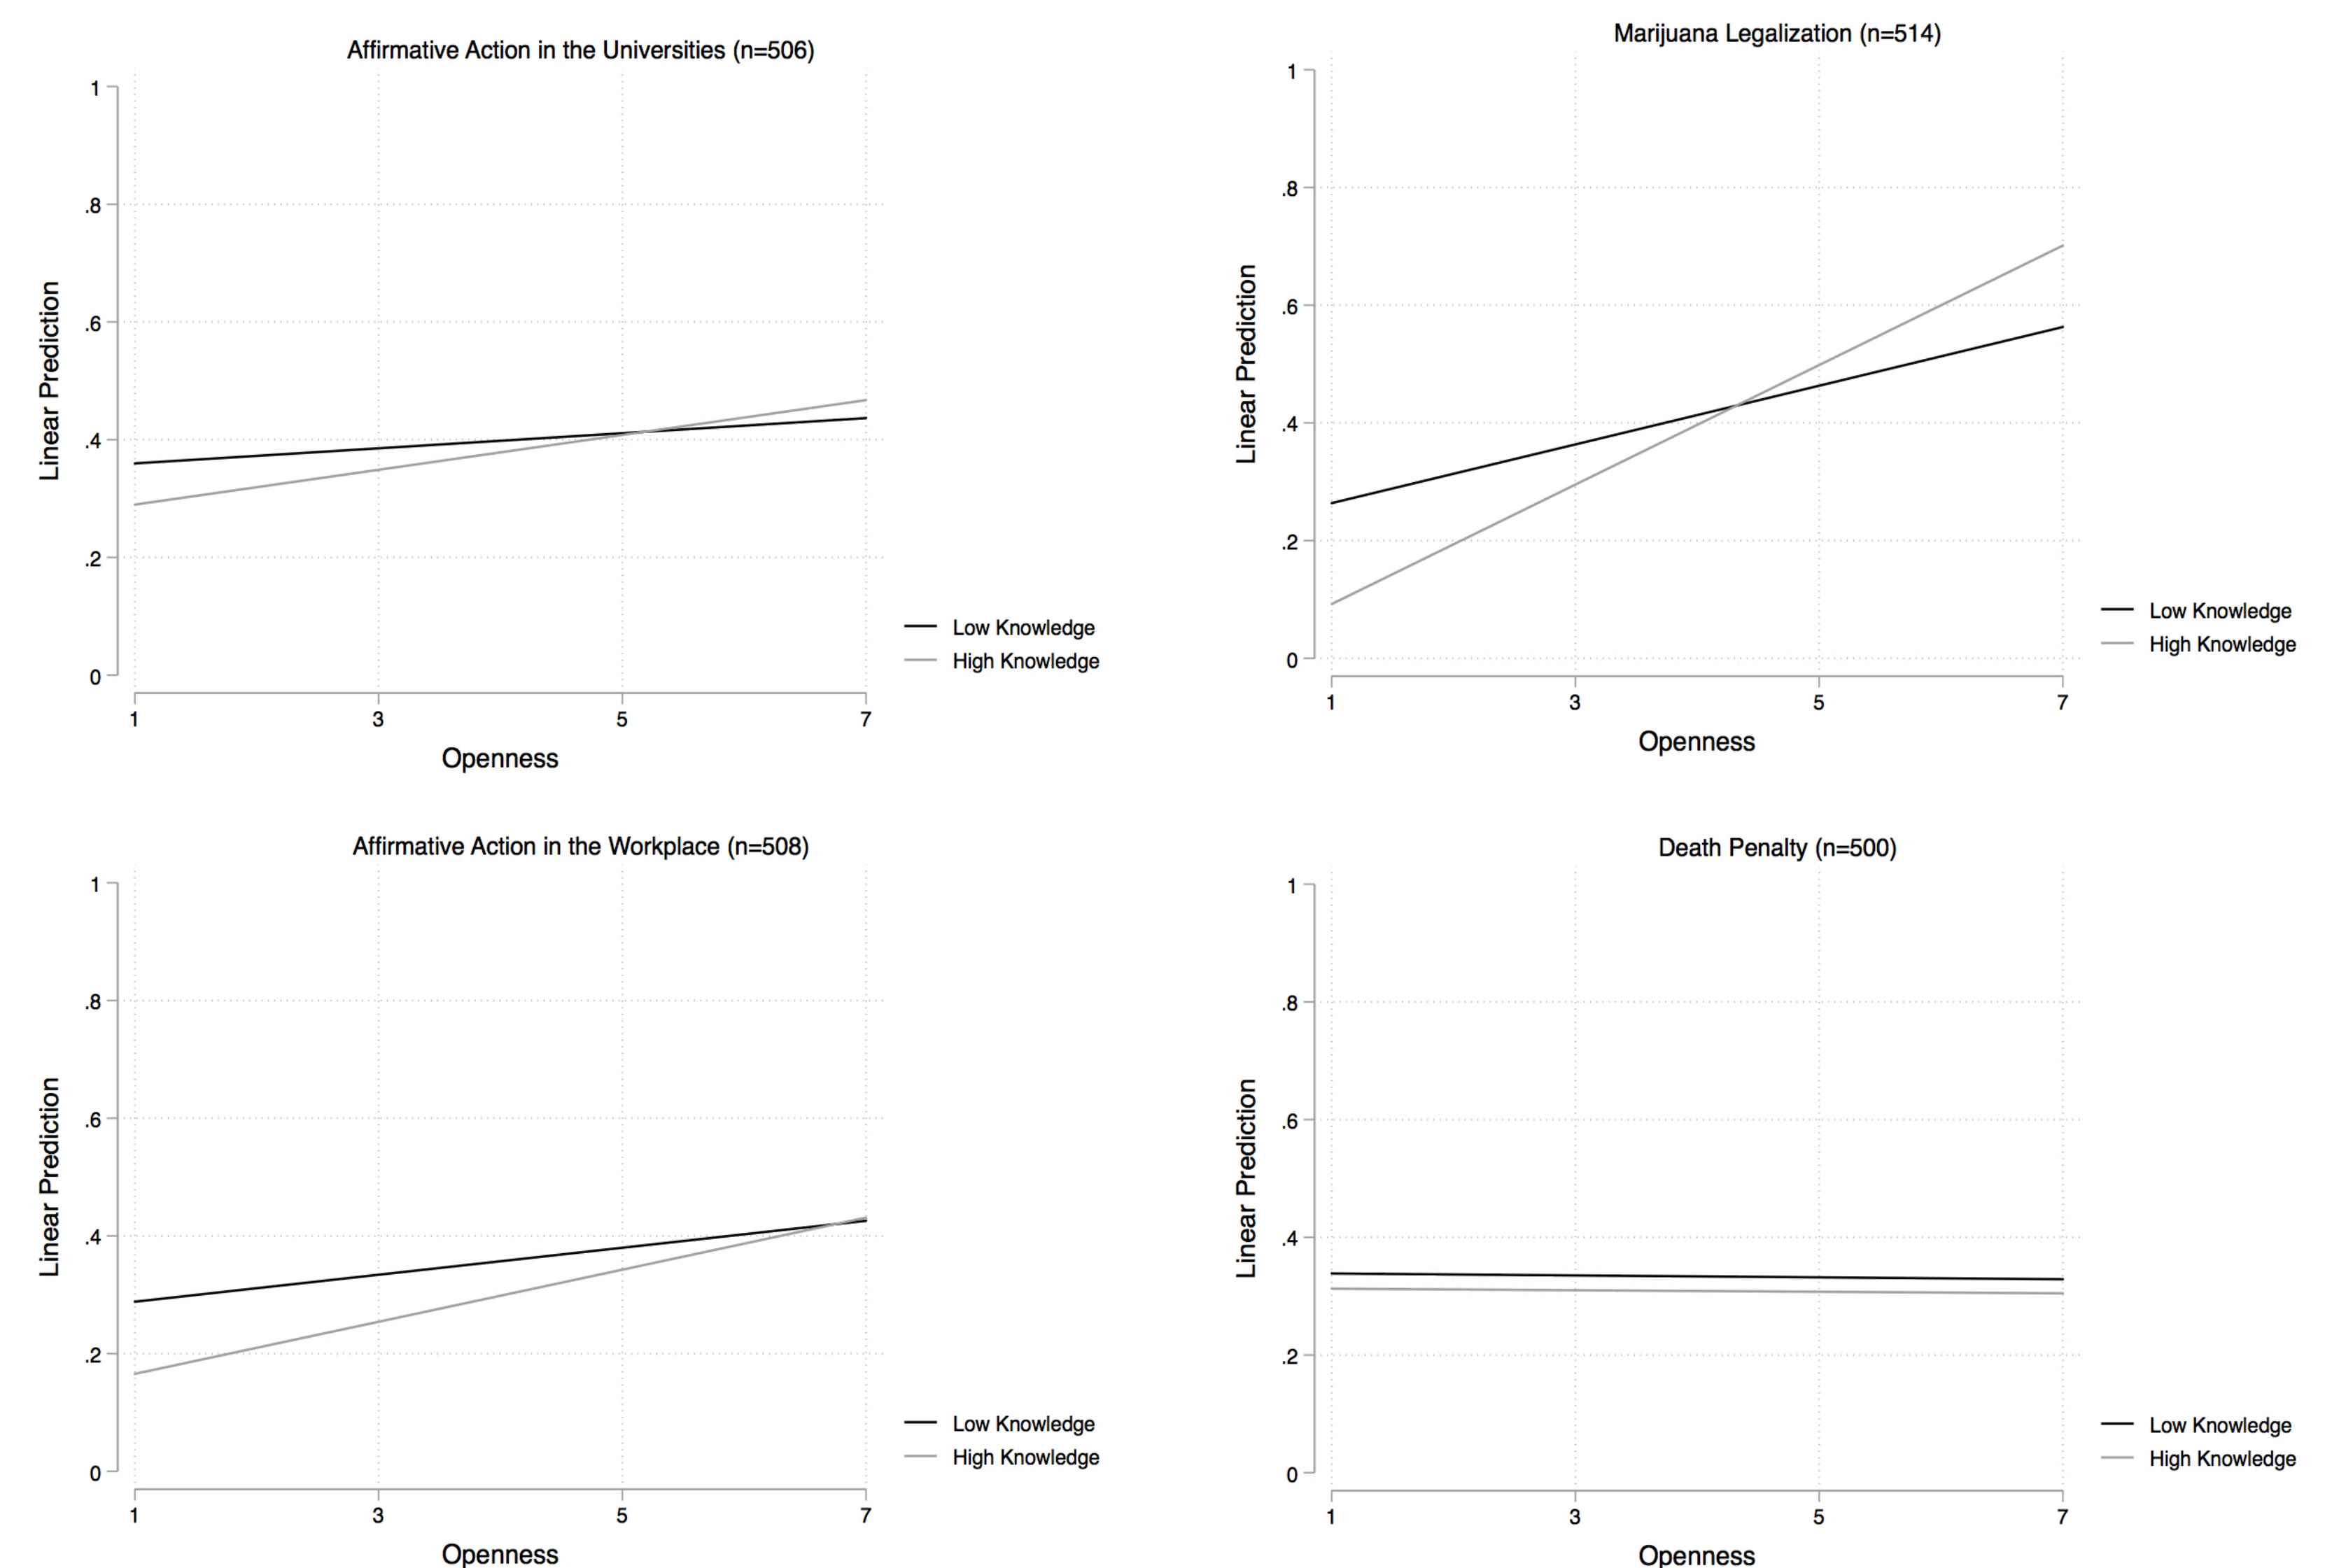 Affirmative Action in the Universities (n=506)
1
.8
.6
.4
.2
0
Linear Prediction
1 3 5 7
Openness
Low Knowledge
High Knowledge
Marijuana Legalization (n=514)
1
.8
.6
.4
.2
0
Linear Prediction
1 3 5 7
Openness
Low Knowledge
High Knowledge
Affirmative Action in the Workplace (n=508)
1
.8
.6
.4
.2
0
Linear Prediction
1 3 5 7
Openness
Low Knowledge
High Knowledge
Death Penalty (n=500)
1
.8
.6
.4
.2
0
Linear Prediction
1 3 5 7
Openness
Low Knowledge
High Knowledge